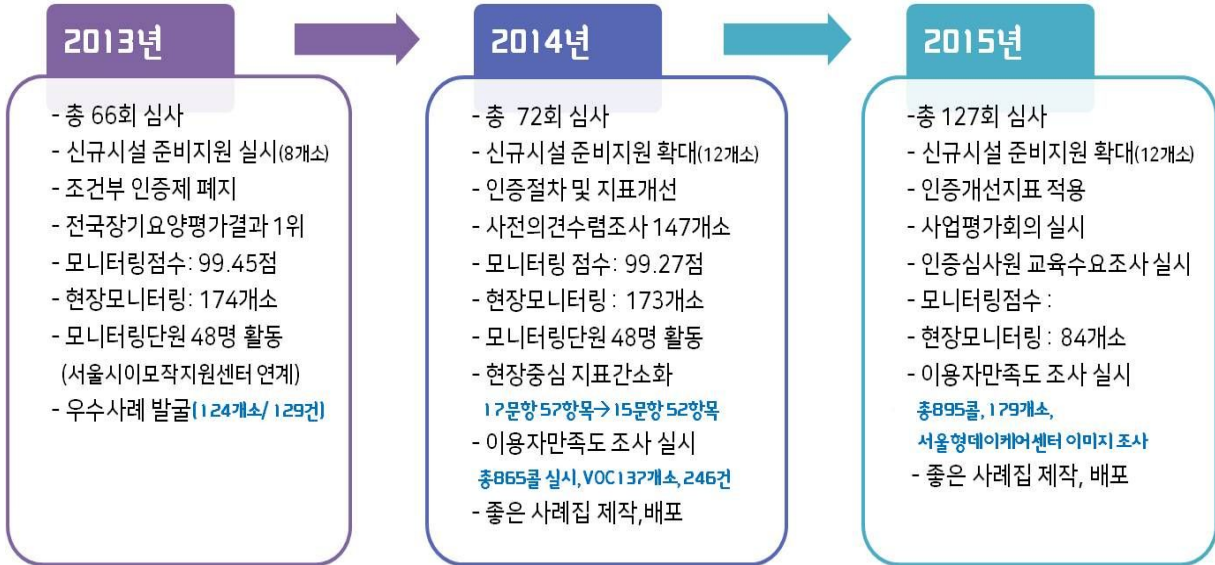 2013년
- 총 66회 심사
- 신규시설 준비지원 실시(8개소)
- 조건부 인증제 폐지
- 전국장기요양평가결과 1위
- 모니터링점수: 99.45점
- 현장모니터링: 174개소
- 모니터링단원 48명 활동
(서울시이모작지원센터 연계)
- 우수사례 발굴(124개소/ 129건)
2014년
- 총 72회 심사
- 신규시설 준비지원 확대(12개소)
- 인증절차 및 지표개선
- 사전의견수렴조사 147개소
- 모니터링 점수: 99.27점
- 현장모니터링 : 173개소
- 모니터링단원 48명 활동
- 현장중심 지표간소화
17문항 57항목→15문항 52항목
- 이용자만족도 조사 실시
총865콜 실시, VOC137개소, 246건
- 좋은 사례집 제작,배포
2015년
-총 127회 심사
- 신규시설 준비지원 확대(12개소)
- 인증개선지표 적용
- 사업평가회의 실시
- 인증심사원 교육수요조사 실시
- 모니터링점수 :
- 현장모니터링 : 84개소
- 이용자만족도 조사 실시
총895콜, 179개소,
서울형데이케어센터 이미지 조사
- 좋은 사례집 제작, 배포